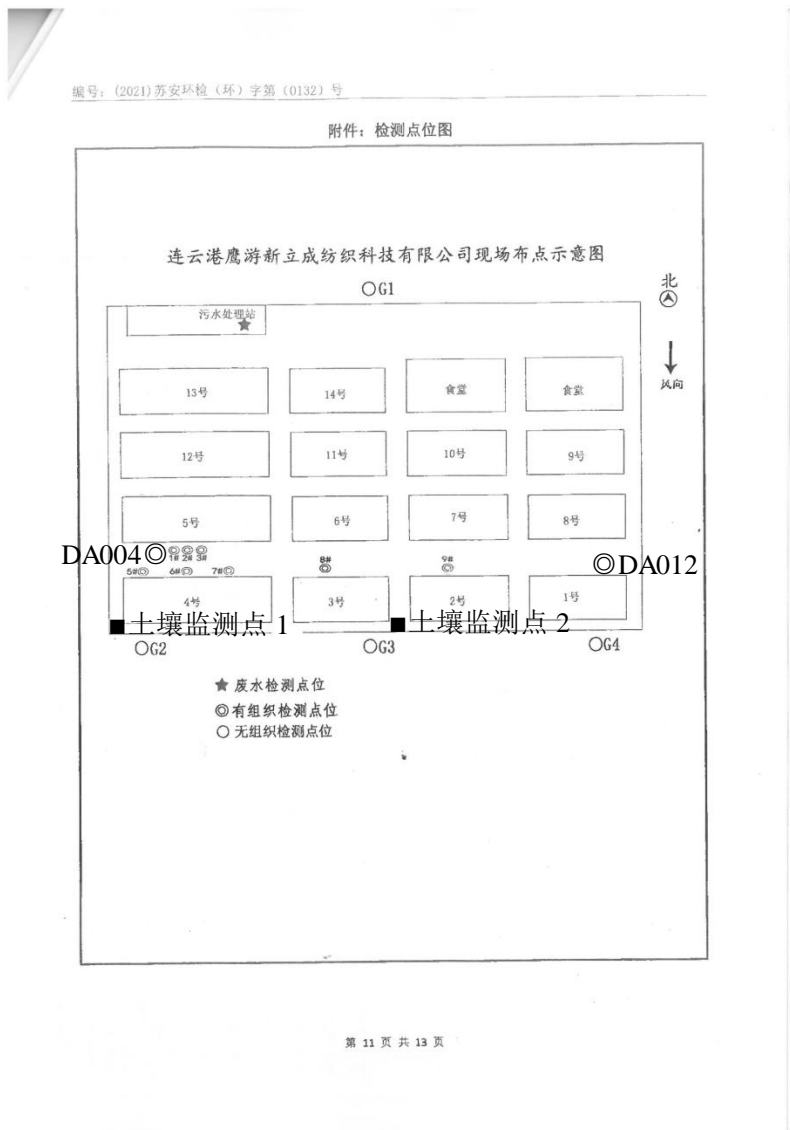 编号：(2021)苏安环检（环）字第（0132）号
附件：检测点位图
连云港鹰游新立成纺织科技有限公司现场布点示意图
○G1
北
污水处理站
★
风向
13号
14号
食堂
食堂
12号
11号
10号
9号
5号
6号
7号
8号
DA004◎
◎◎◎
1# 2# 3#
8#
◎
9#
◎
◎DA012
5#◎ 6#◎ 7#◎
4号
3号
2号
1号
■土壤监测点 1
■土壤监测点 2
○G2
○G3
○G4
★ 废水检测点位
◎有组织检测点位
○ 无组织检测点位
第 11 页 共 13 页